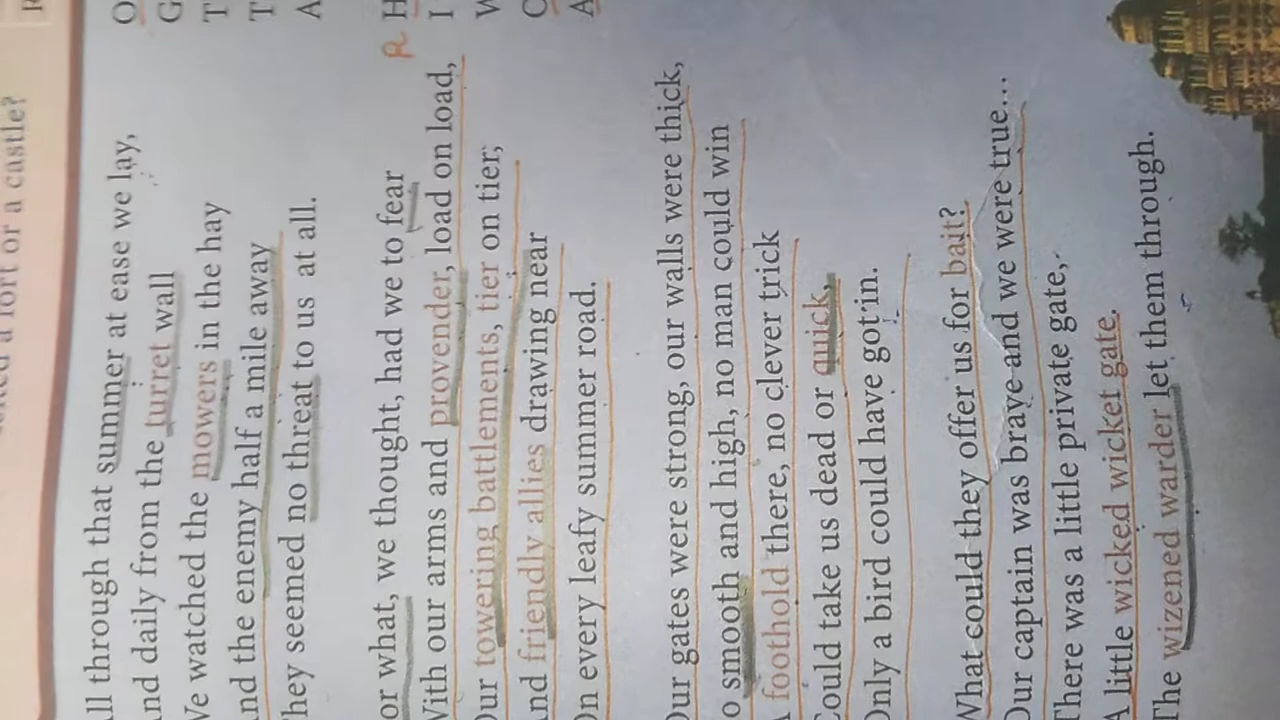 a fort or a castle?
ll through that summer at ease we lay,
nd daily from the turret wall
We watched the mowers in the hay
And the enemy half a mile away
They seemed no threat to us at all.
or what, we thought, had we to fear
With our arms and provender, load on load,
Our towering battlements, tier on tier,
And friendly allies drawing near
On every leafy summer road.
Our gates were strong, our walls were thick,
o smooth and high, no man could win
A foothold there, no clever trick
Could take us dead or quick,
Only a bird could have got in.
What could they offer us for bait?
Our captain was brave and we were true...
There was a little private gate,
A little wicked wicket gate.
The wizened warder let them through.
R
O
G
T
T
A
R H
I
W
C
A